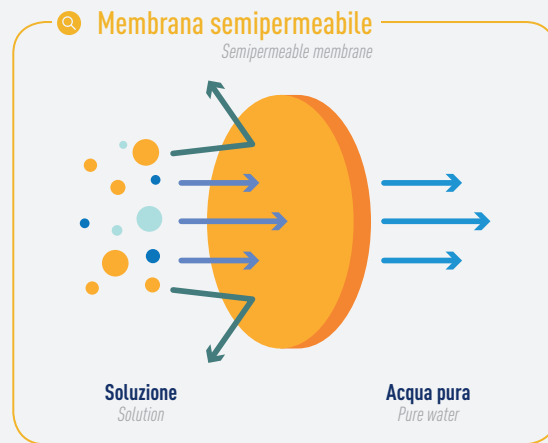 Membrana semipermeabile
Semipermeable membrane
Soluzione
Solution
Acqua pura
Pure water